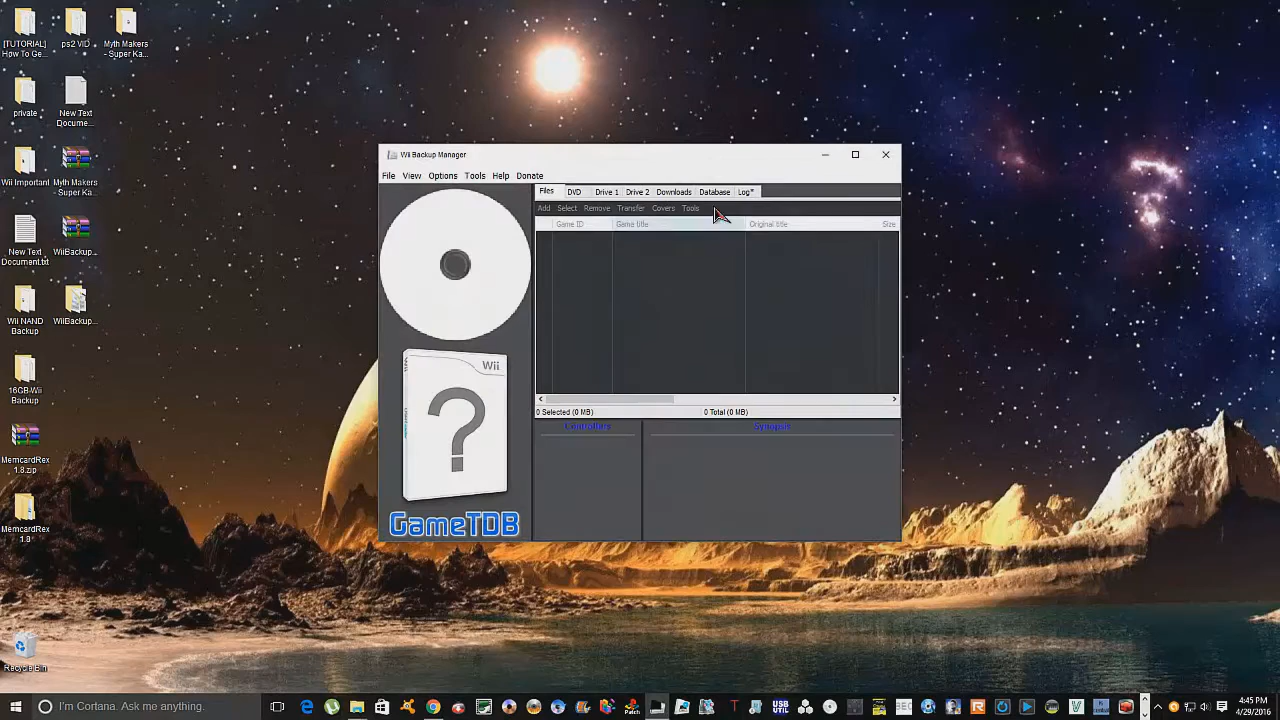 [TUTORIAL]
How To Ge...
ps2 VID
Myth Makers
- Super Ka...
private
New Text
Docume...
Wii Important
Myth Makers
Super Ka...
New Text
Document.txt
WiiBackup...
Wii NAND
Backup
WiiBackup...
16GB-Wii
Backup
MemcardRex
1.8.zip
MemcardRex
1.8
Recycle Bin
Wii Backup Manager
File View Options Tools Help Donate
Files DVD Drive 1 Drive 2 Downloads Database Log*
Add Select Remove Transfer Covers Tools
Game ID Game title Original title Size
Wii
?
GameTDB
0 Selected (0 MB) 0 Total (0 MB)
Controllers Synopsis
I'm Cortana. Ask me anything.
Patch
USB
UTIL
4:45 PM
4/29/2016